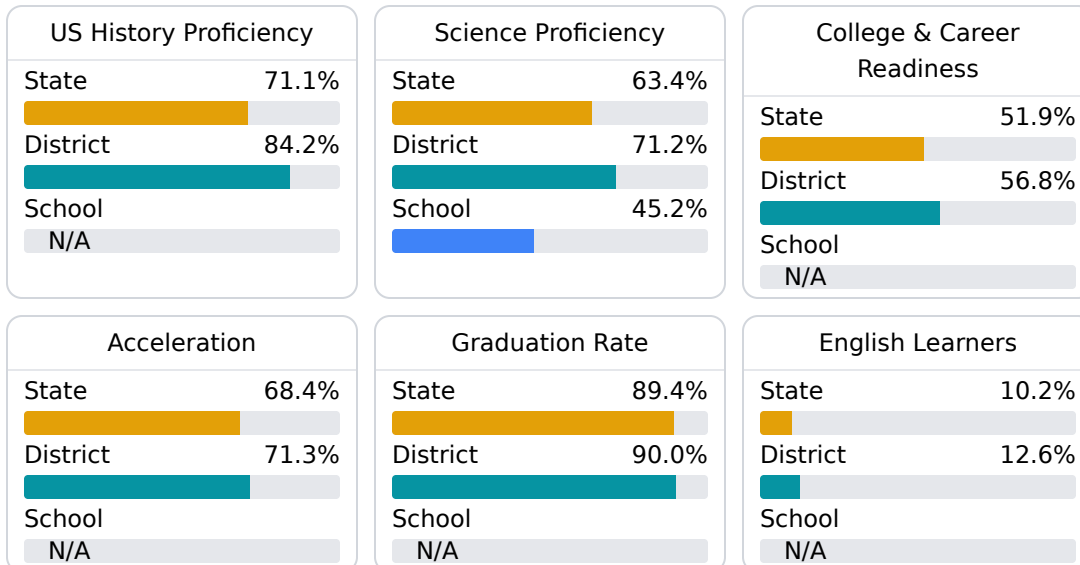 US History Proficiency
State 71.1%
District 84.2%
School
N/A
Science Proficiency
State 63.4%
District 71.2%
School 45.2%
College & Career
Readiness
State 51.9%
District 56.8%
School
N/A
Acceleration
State 68.4%
District 71.3%
School
N/A
Graduation Rate
State 89.4%
District 90.0%
School
N/A
English Learners
State 10.2%
District 12.6%
School
N/A